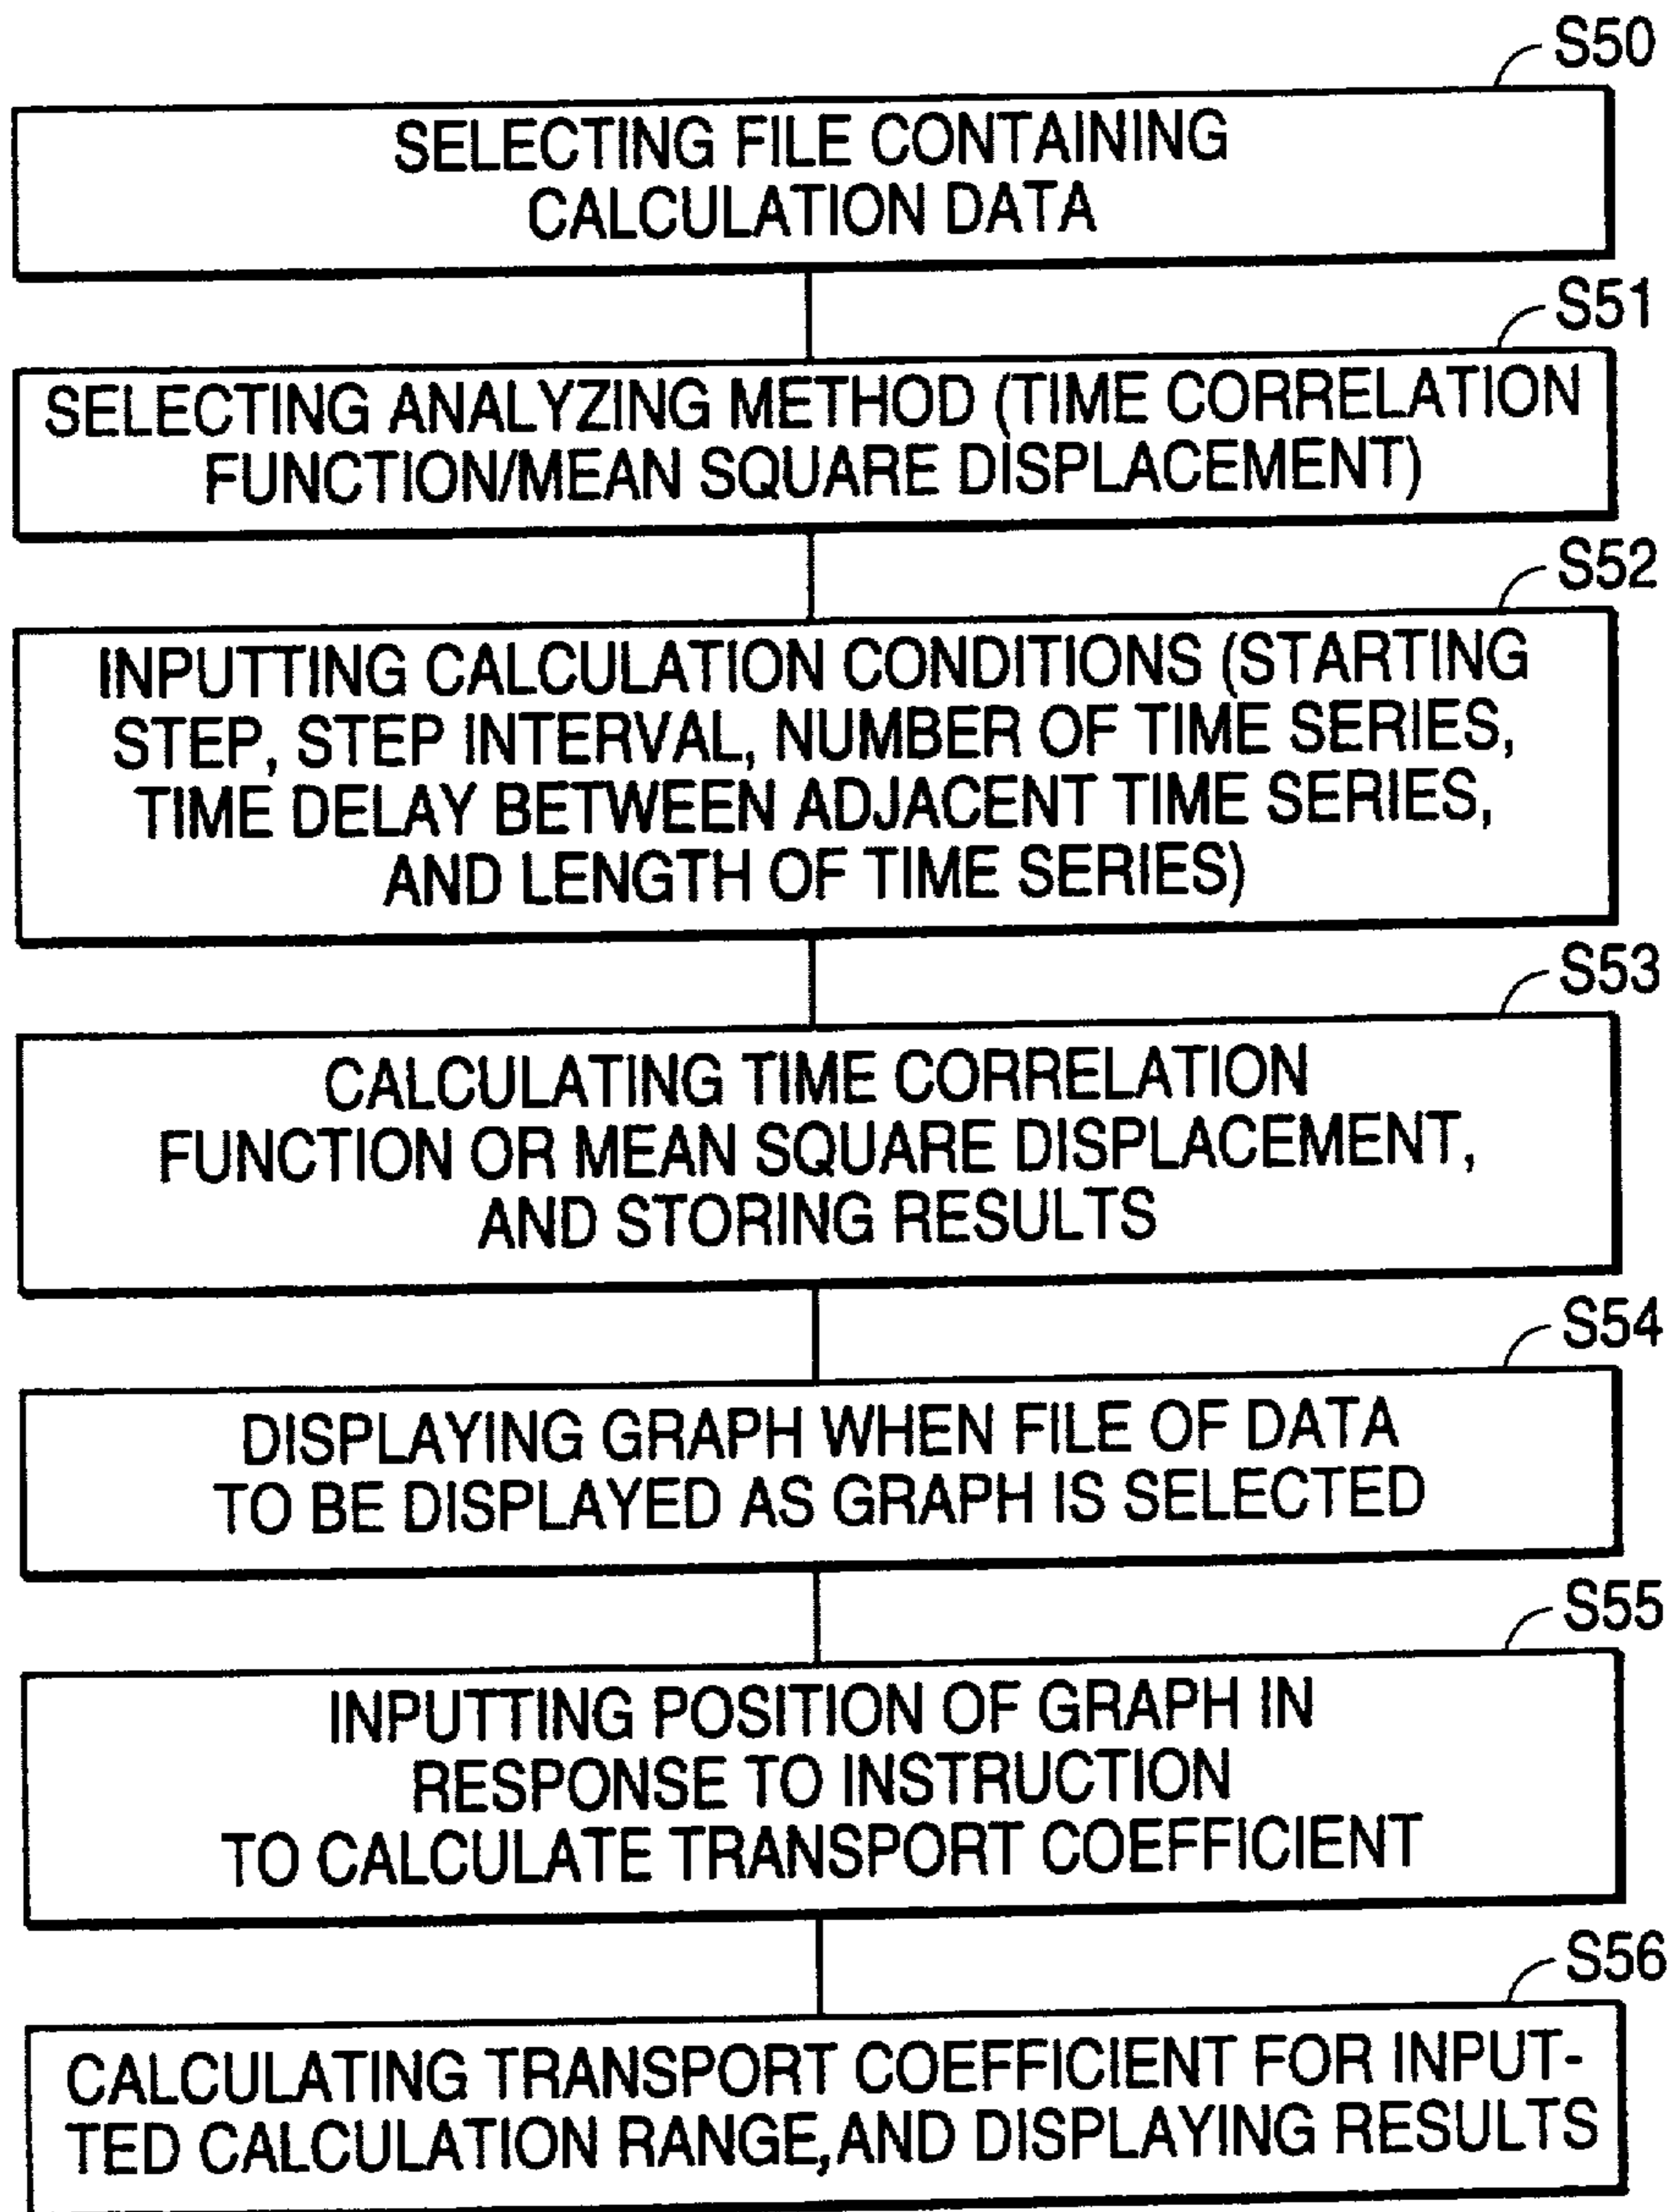 S50
SELECTING FILE CONTAINING
CALCULATION DATA
S51
SELECTING ANALYZING METHOD (TIME CORRELATION
FUNCTION/MEAN SQUARE DISPLACEMENT)
S52
INPUTTING CALCULATION CONDITIONS (STARTING
STEP, STEP INTERVAL, NUMBER OF TIME SERIES,
TIME DELAY BETWEEN ADJACENT TIME SERIES,
AND LENGTH OF TIME SERIES)
S53
CALCULATING TIME CORRELATION
FUNCTION OR MEAN SQUARE DISPLACEMENT,
AND STORING RESULTS
S54
DISPLAYING GRAPH WHEN FILE OF DATA
TO BE DISPLAYED AS GRAPH IS SELECTED
S55
INPUTTING POSITION OF GRAPH IN
RESPONSE TO INSTRUCTION
TO CALCULATE TRANSPORT COEFFICIENT
S56
CALCULATING TRANSPORT COEFFICIENT FOR INPUT-
TED CALCULATION RANGE, AND DISPLAYING RESULTS